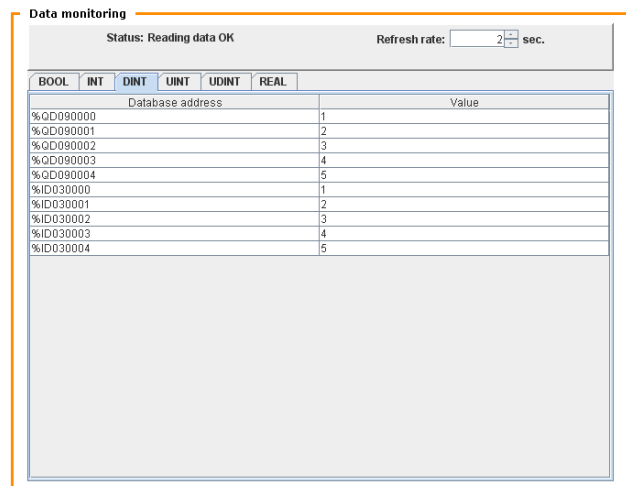 Data monitoring
Status: Reading data OK Refresh rate: 2 sec.
BOOL INT DINT UINT UDINT REAL
Database address Value
%QD090000 1
%QD090001 2
%QD090002 3
%QD090003 4
%QD090004 5
%ID030000 1
%ID030001 2
%ID030002 3
%ID030003 4
%ID030004 5